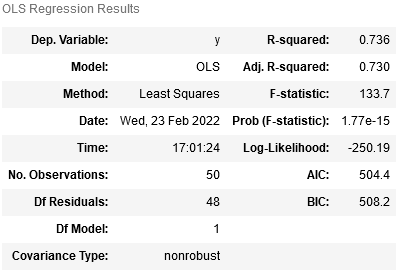 OLS Regression Results
Dep. Variable: y R-squared: 0.736
Model: OLS Adj. R-squared: 0.730
Method: Least Squares F-statistic: 133.7
Date: Wed, 23 Feb 2022 Prob (F-statistic): 1.77e-15
Time: 17:01:24 Log-Likelihood: -250.19
No. Observations: 50 AIC: 504.4
Df Residuals: 48 BIC: 508.2
Df Model: 1
Covariance Type: nonrobust